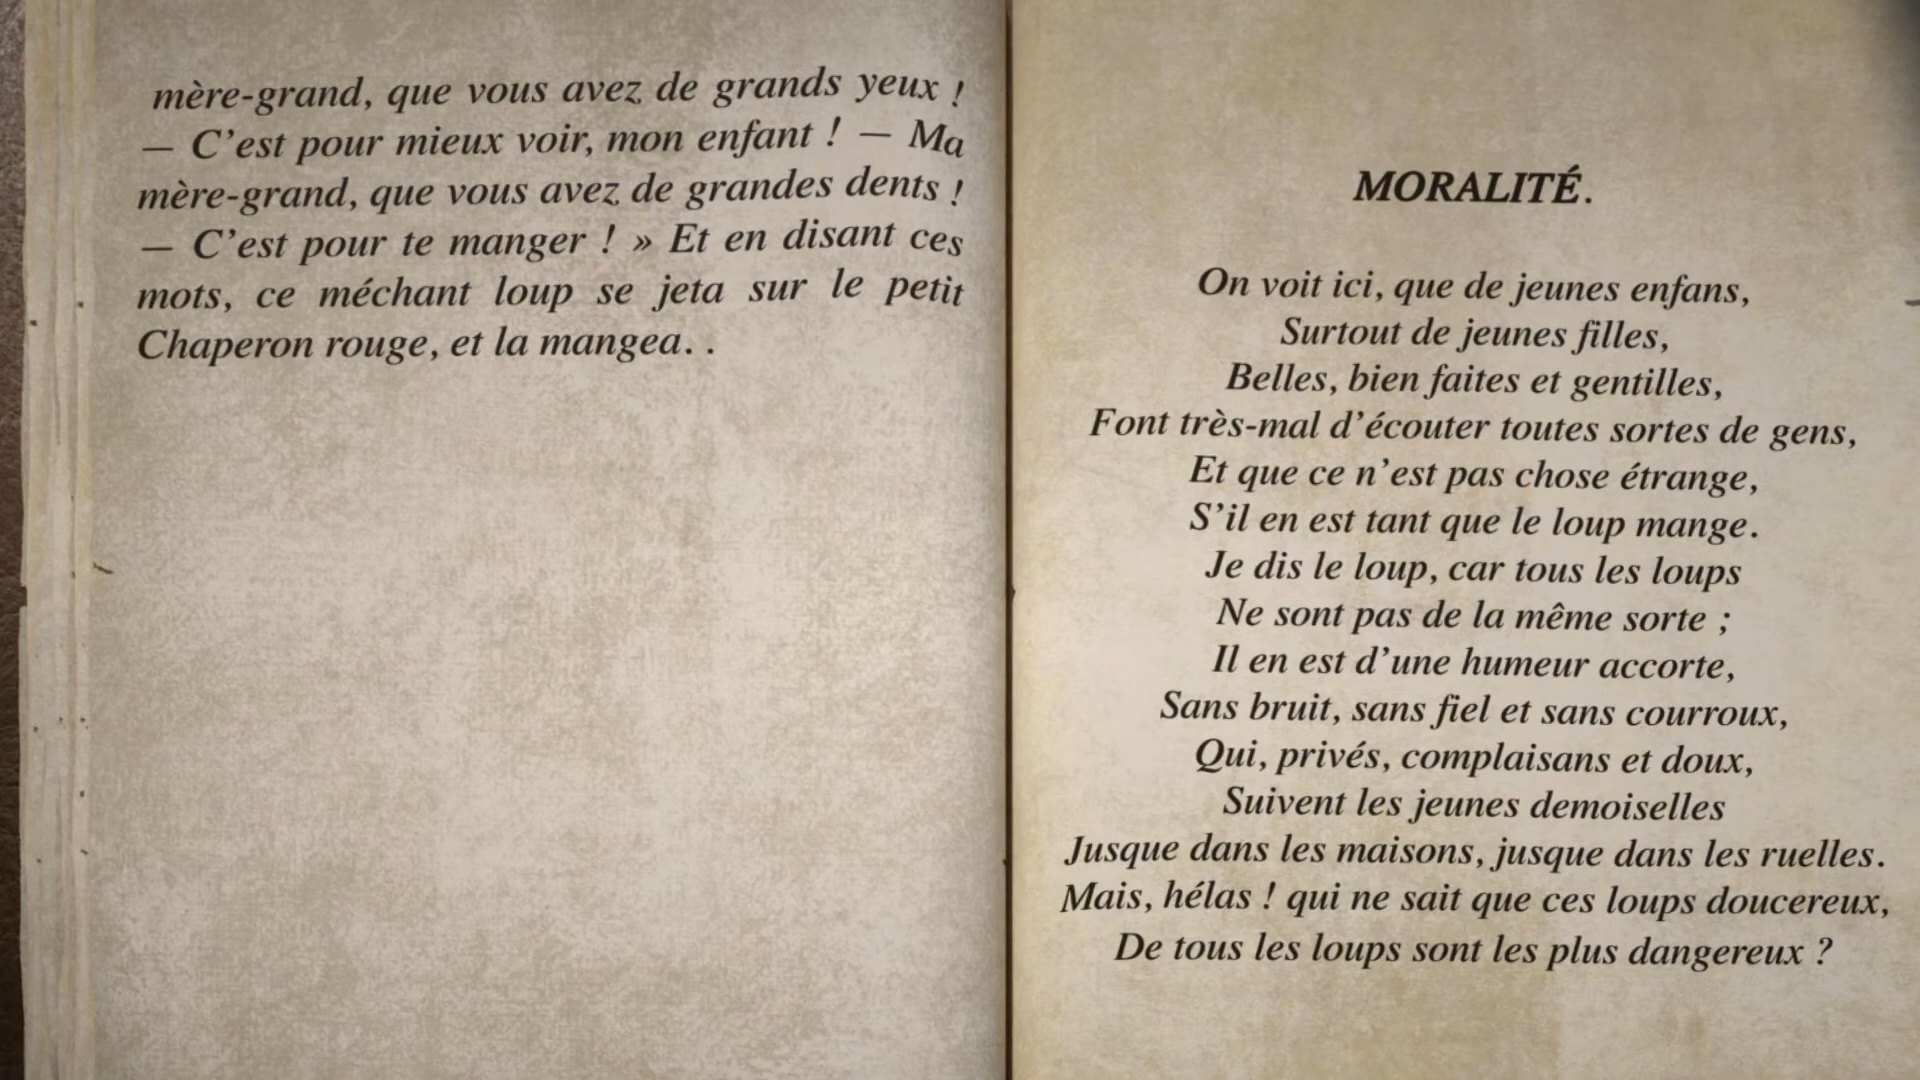 mère-grand, que vous avez de grands yeux !
— C’est pour mieux voir, mon enfant ! — Ma
mère-grand, que vous avez de grandes dents !
— C’est pour te manger ! » Et en disant ces
mots, ce méchant loup se jeta sur le petit
Chaperon rouge, et la mangea. .
MORALITÉ.
On voit ici, que de jeunes enfans,
Surtout de jeunes filles,
Belles, bien faites et gentilles,
Font très-mal d’écouter toutes sortes de gens,
Et que ce n’est pas chose étrange,
S’il en est tant que le loup mange.
Je dis le loup, car tous les loups
Ne sont pas de la même sorte ;
Il en est d’une humeur accorte,
Sans bruit, sans fiel et sans courroux,
Qui, privés, complaisans et doux,
Suivent les jeunes demoiselles
Jusque dans les maisons, jusque dans les ruelles.
Mais, hélas ! qui ne sait que ces loups doucereux,
De tous les loups sont les plus dangereux ?